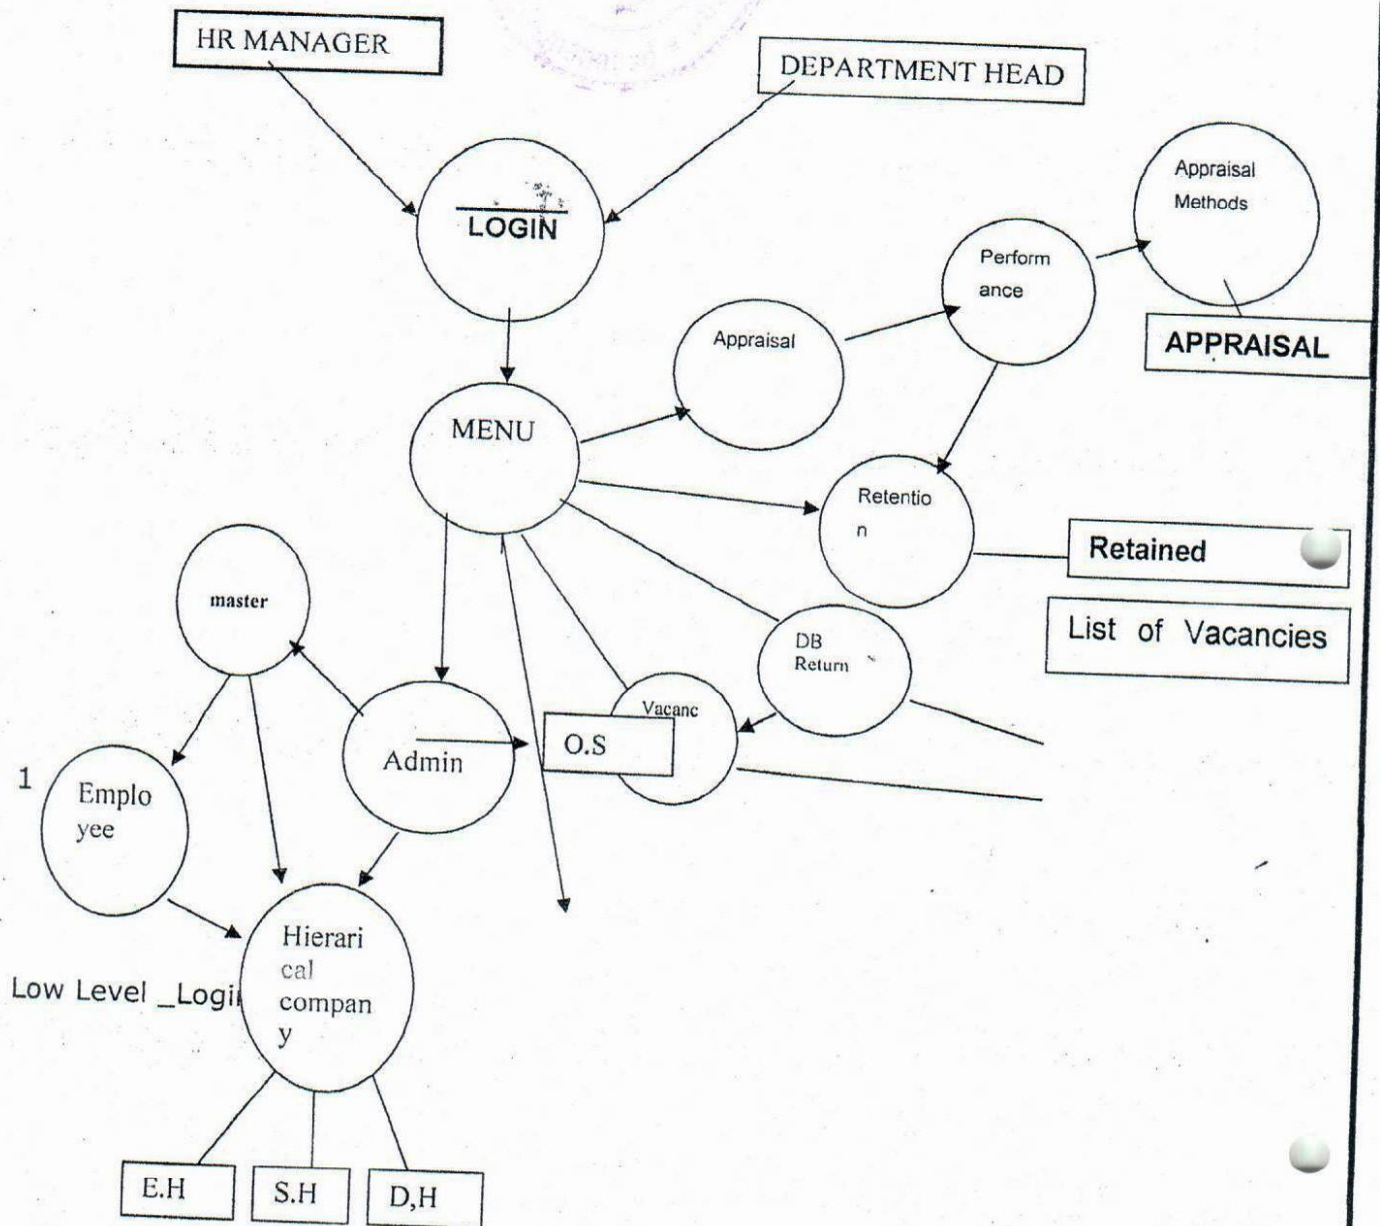 HR MANAGER
DEPARTMENT HEAD
LOGIN
Appraisal
Methods
Perform
ance
Appraisal
APPRAISAL
MENU
Retentio
n
Retained
master
List of Vacancies
DB
Return
Vacanc
O.S
Admin
1
Emplo
yee
Hierari
cal
compan
y
Low Level _Login
E.H
S.H
D,H